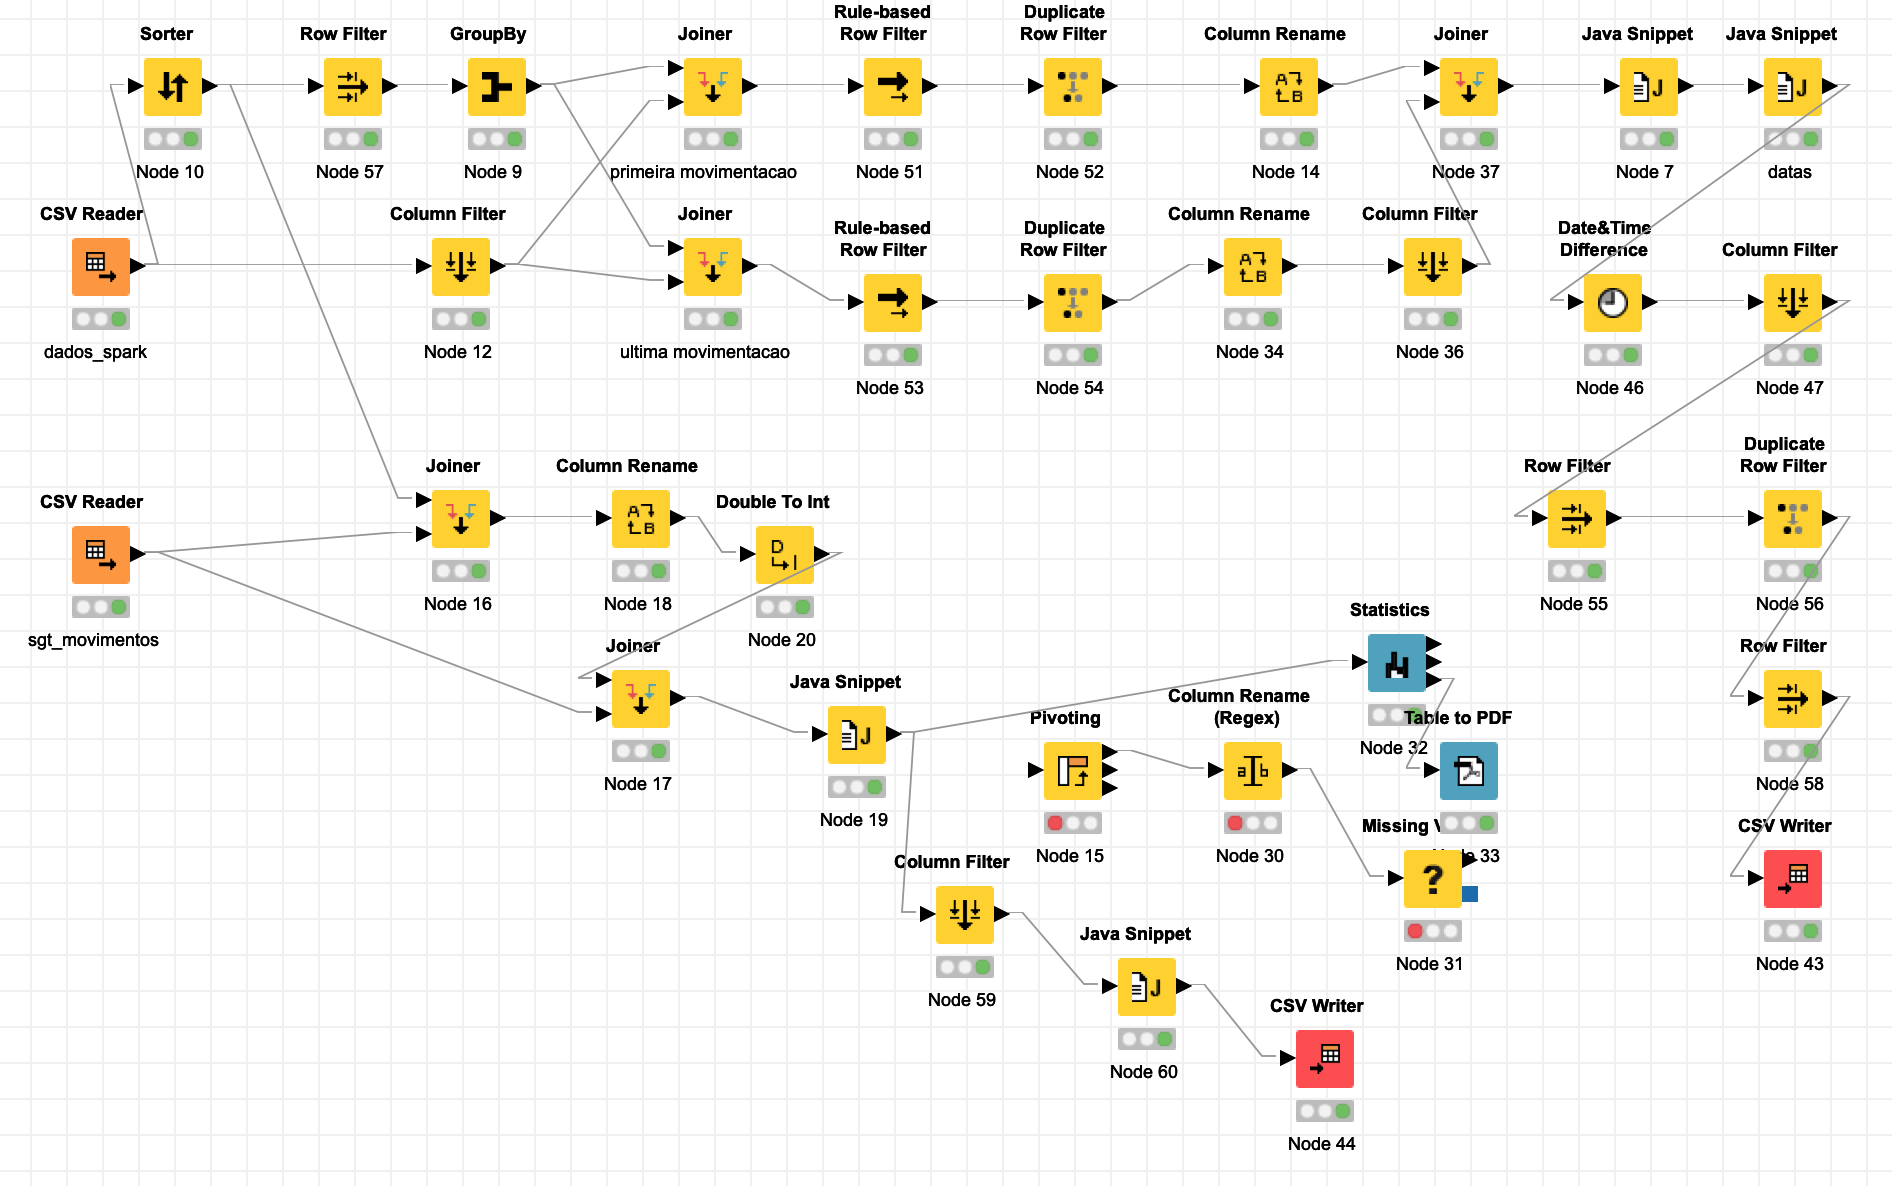 Sorter
Row Filter
GroupBy
Joiner
Rule-based
Row Filter
Duplicate
Row Filter
Column Rename
Joiner
Java Snippet
Java Snippet
Node 10
Node 57
Node 9
primeira movimentacao
Node 51
Node 52
Node 14
Node 37
Node 7
datas
CSV Reader
Column Filter
Joiner
Rule-based
Row Filter
Duplicate
Row Filter
Column Rename
Column Filter
Date&Time
Difference
Column Filter
dados_spark
Node 12
ultima movimentacao
Node 53
Node 54
Node 34
Node 36
Node 46
Node 47
CSV Reader
Joiner
Column Rename
Double To Int
Row Filter
Duplicate
Row Filter
sgt_movimentos
Node 16
Node 18
D
I
Node 20
Node 55
Node 56
Joiner
Java Snippet
Statistics
Row Filter
Node 17
Node 19
Pivoting
Column Rename
(Regex)
Node 32
Table to PDF
Node 58
Node 15
Node 30
Missing
33
CSV Writer
Column Filter
?
Node 31
Node 43
Node 59
Java Snippet
Node 60
CSV Writer
Node 44